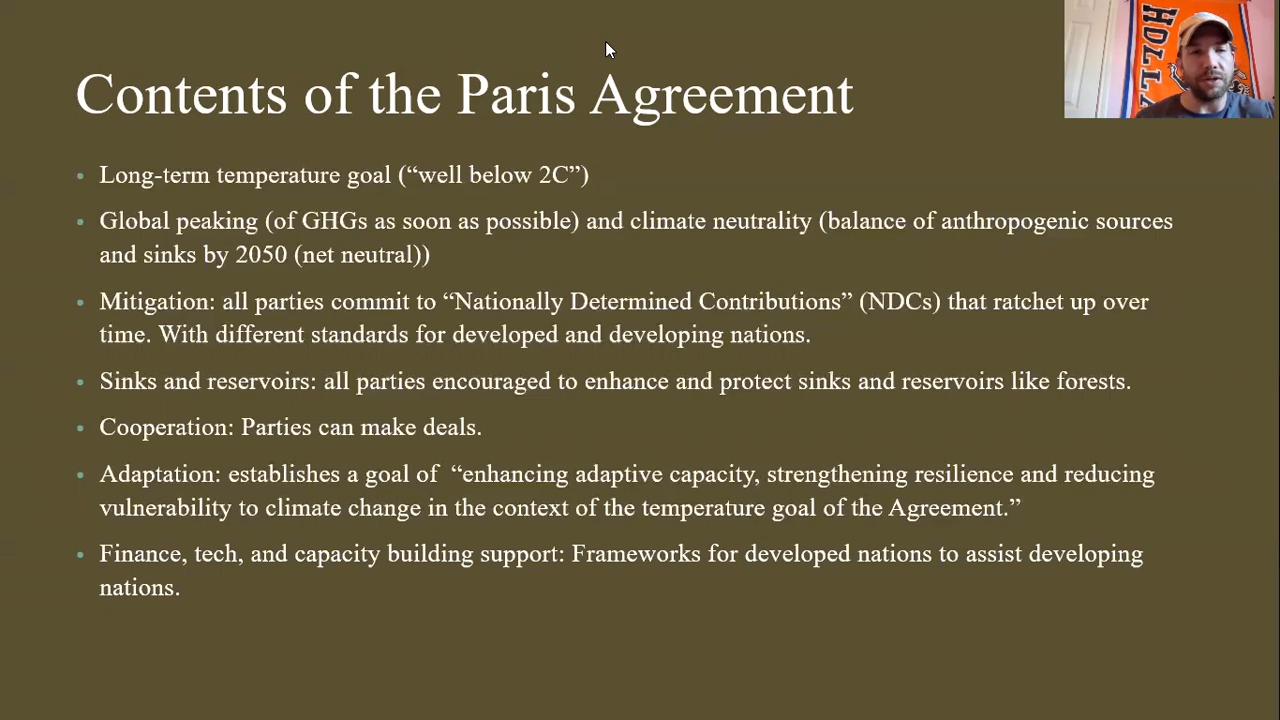 Contents of the Paris Agreement
HOLLA
• Long-term temperature goal (“well below 2C”)
• Global peaking (of GHGs as soon as possible) and climate neutrality (balance of anthropogenic sources
and sinks by 2050 (net neutral))
• Mitigation: all parties commit to “Nationally Determined Contributions” (NDCs) that ratchet up over
time. With different standards for developed and developing nations.
• Sinks and reservoirs: all parties encouraged to enhance and protect sinks and reservoirs like forests.
• Cooperation: Parties can make deals.
• Adaptation: establishes a goal of  “enhancing adaptive capacity, strengthening resilience and reducing
vulnerability to climate change in the context of the temperature goal of the Agreement.”
• Finance, tech, and capacity building support: Frameworks for developed nations to assist developing
nations.